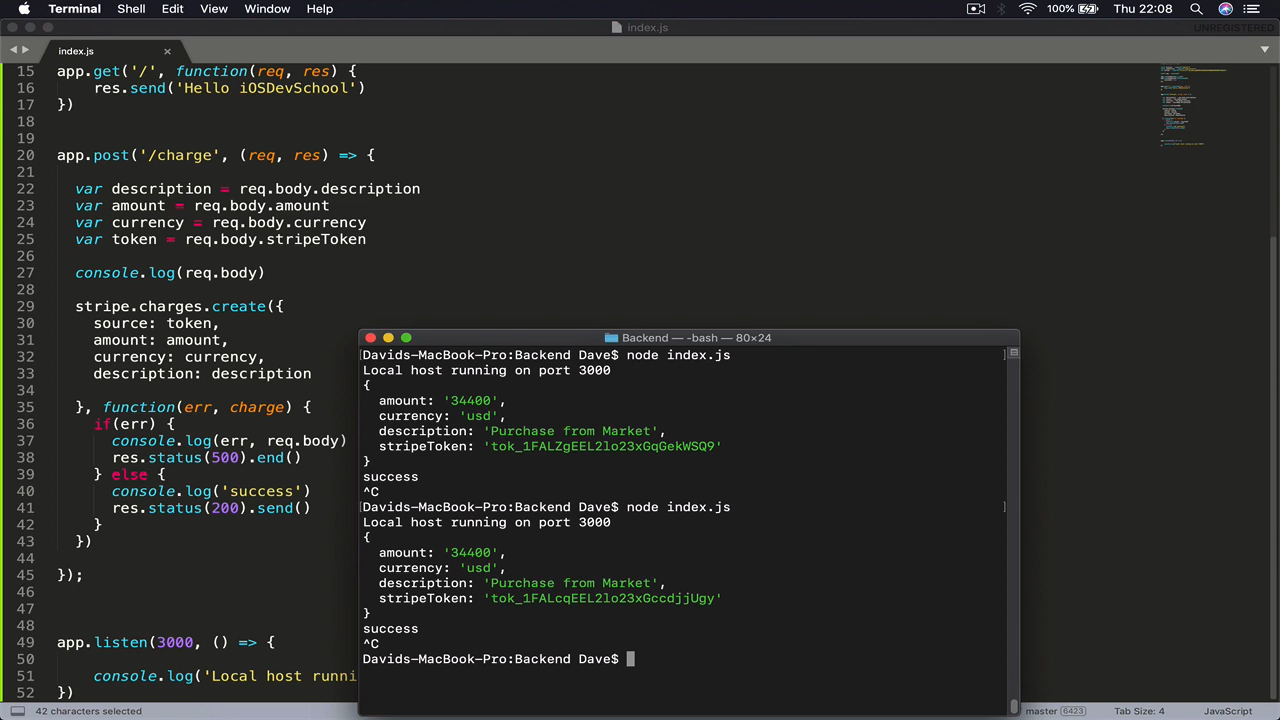 Terminal Shell Edit View Window Help 100% Thu 22:08
index.js UNREGISTERED
index.js
15 app.get('/', function(req, res) {
16 res.send('Hello iOSDevSchool')
17 })
18
19
20 app.post('/charge', (req, res) => {
21
22 var description = req.body.description
23 var amount = req.body.amount
24 var currency = req.body.currency
25 var token = req.body.stripeToken
26
27 console.log(req.body)
28
29 stripe.charges.create({
30 source: token,
31 amount: amount,
32 currency: currency,
33 description: description
34
35 }, function(err, charge) {
36 if(err) {
37 console.log(err, req.body)
38 res.status(500).end()
39 } else {
40 console.log('success')
41 res.status(200).send()
42 }
43 })
44
45 });
46
47
48
49 app.listen(3000, () => {
50
51 console.log('Local host runni
52 })
Backend — -bash — 80×24
[Davids-MacBook-Pro:Backend Dave$ node index.js ]
Local host running on port 3000
{
amount: '34400',
currency: 'usd',
description: 'Purchase from Market',
stripeToken: 'tok_1FALZgEEL2lo23xGqGekWSQ9'
}
success
^C
[Davids-MacBook-Pro:Backend Dave$ node index.js ]
Local host running on port 3000
{
amount: '34400',
currency: 'usd',
description: 'Purchase from Market',
stripeToken: 'tok_1FALcqEEL2lo23xGccdjjUgy'
}
success
^C
Davids-MacBook-Pro:Backend Dave$
42 characters selected master 6423 Tab Size: 4 JavaScript